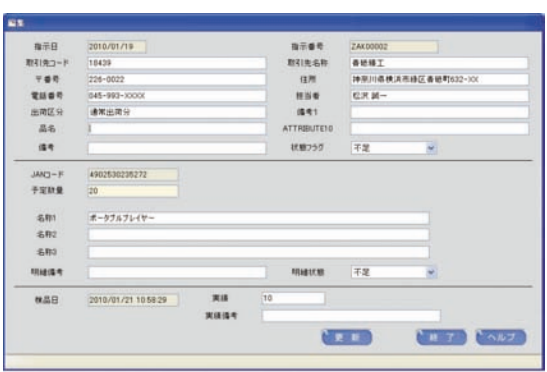 編集
指示日 2010/01/19 指示番号 ZAK00002
取引先コード 18439 取引先名称 春地種工
〒番号 226-0022 住所 神奈川県横浜市緑区青砥町632-XX
電話番号 045-993-XXXX 担当者 松沢 誠一
出荷区分 通常出荷分 備考1
品名 ATTRIBUTE10
備考 状態フラグ 不足
JANコード 4902530235272
予定数量 20
名称1 ポータブルプレイヤー
名称2
名称3
明細備考 明細状態 不足
検品日 2010/01/21 10:58:29 実績 10
実績備考
更 新 終 了 ヘルプ